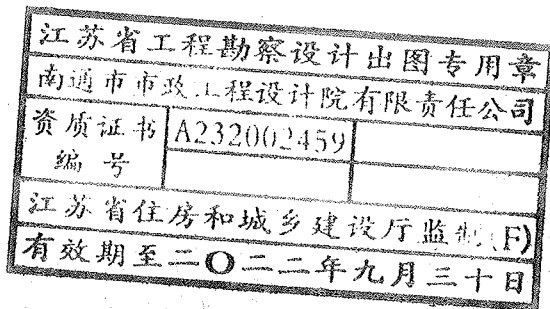 江苏省工程勘察设计出图专用章
南通市市政工程设计院有限责任公司
资质证书编号
A232002459
江苏省住房和城乡建设厅监制(F)
有效期至二〇二二年九月三十日